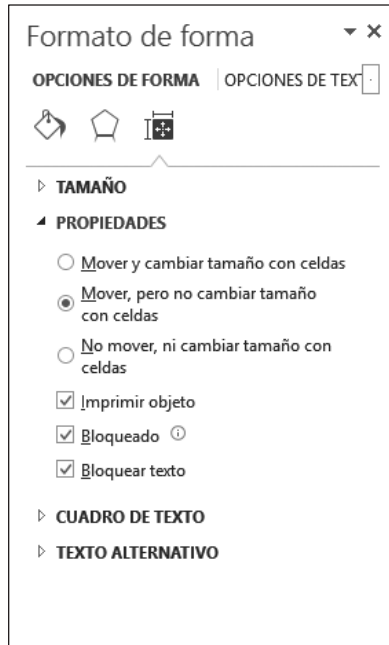 Formato de forma
OPCIONES DE FORMA OPCIONES DE TEXT
TAMAÑO
PROPIEDADES
Mover y cambiar tamaño con celdas
Mover, pero no cambiar tamaño
con celdas
No mover, ni cambiar tamaño con
celdas
Imprimir objeto
Bloqueado
Bloquear texto
CUADRO DE TEXTO
TEXTO ALTERNATIVO